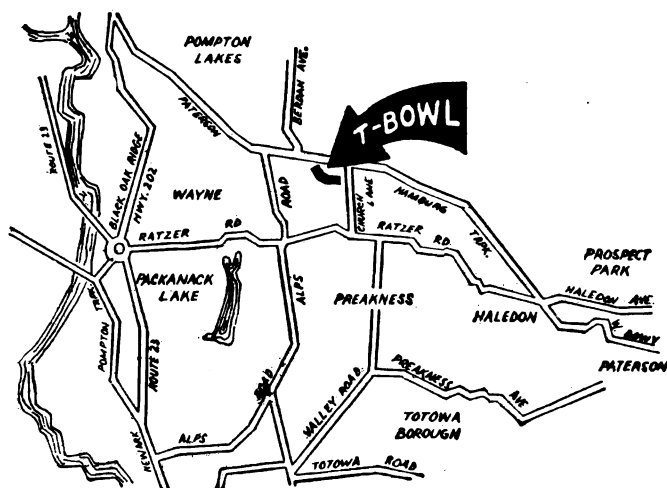 POMPTON
LAKES
BERDAN AVE.
PATERSON
T-BOWL
ROUTE 23
BLACK OAK RIDGE
HWY. 202
WAYNE
ROAD
CHURCH
LANE
HAMBURG
TRPK.
RATZER RD.
RATZER RD.
PROSPECT
PARK
PACKANACK
LAKE
ALPS
PREAKNESS
HALEDON
HALEDON AVE.
PATERSON
POMPTON TRPK.
ROUTE 23
ROAD
VALLEY ROAD
PREAKNESS AVE
TOTOWA
BOROUGH
NEWARK
ALPS
TOTOWA ROAD